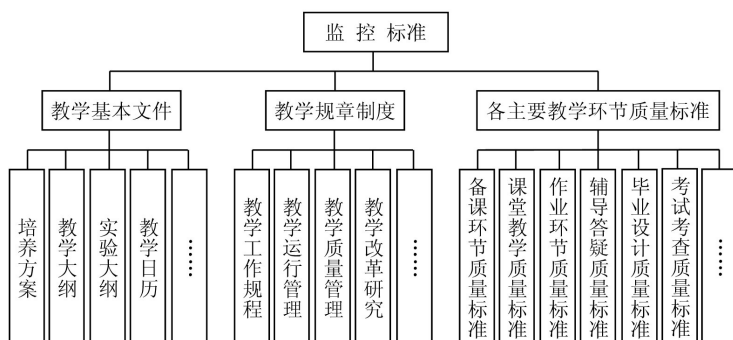 监 控 标准
教学基本文件
教学规章制度
各主要教学环节质量标准
培养方案
教学大纲
实验大纲
教学日历
……
教学工作规程
教学运行管理
教学质量管理
教学改革研究
……
备课环节质量标准
课堂教学质量标准
作业环节质量标准
辅导答疑质量标准
毕业设计质量标准
考试考查质量标准
……